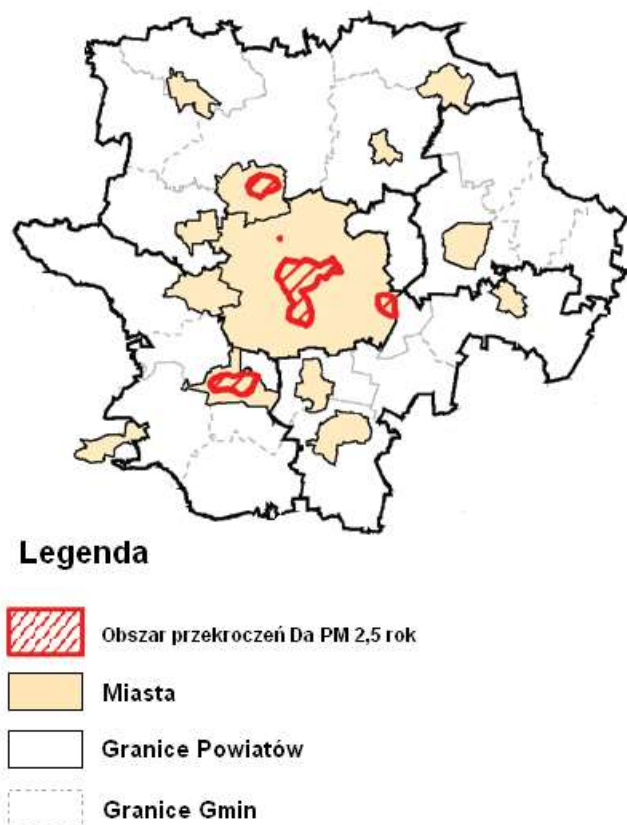 Legenda
Obszar przekroczeń Da PM 2,5 rok
Miasta
Granice Powiatów
Granice Gmin